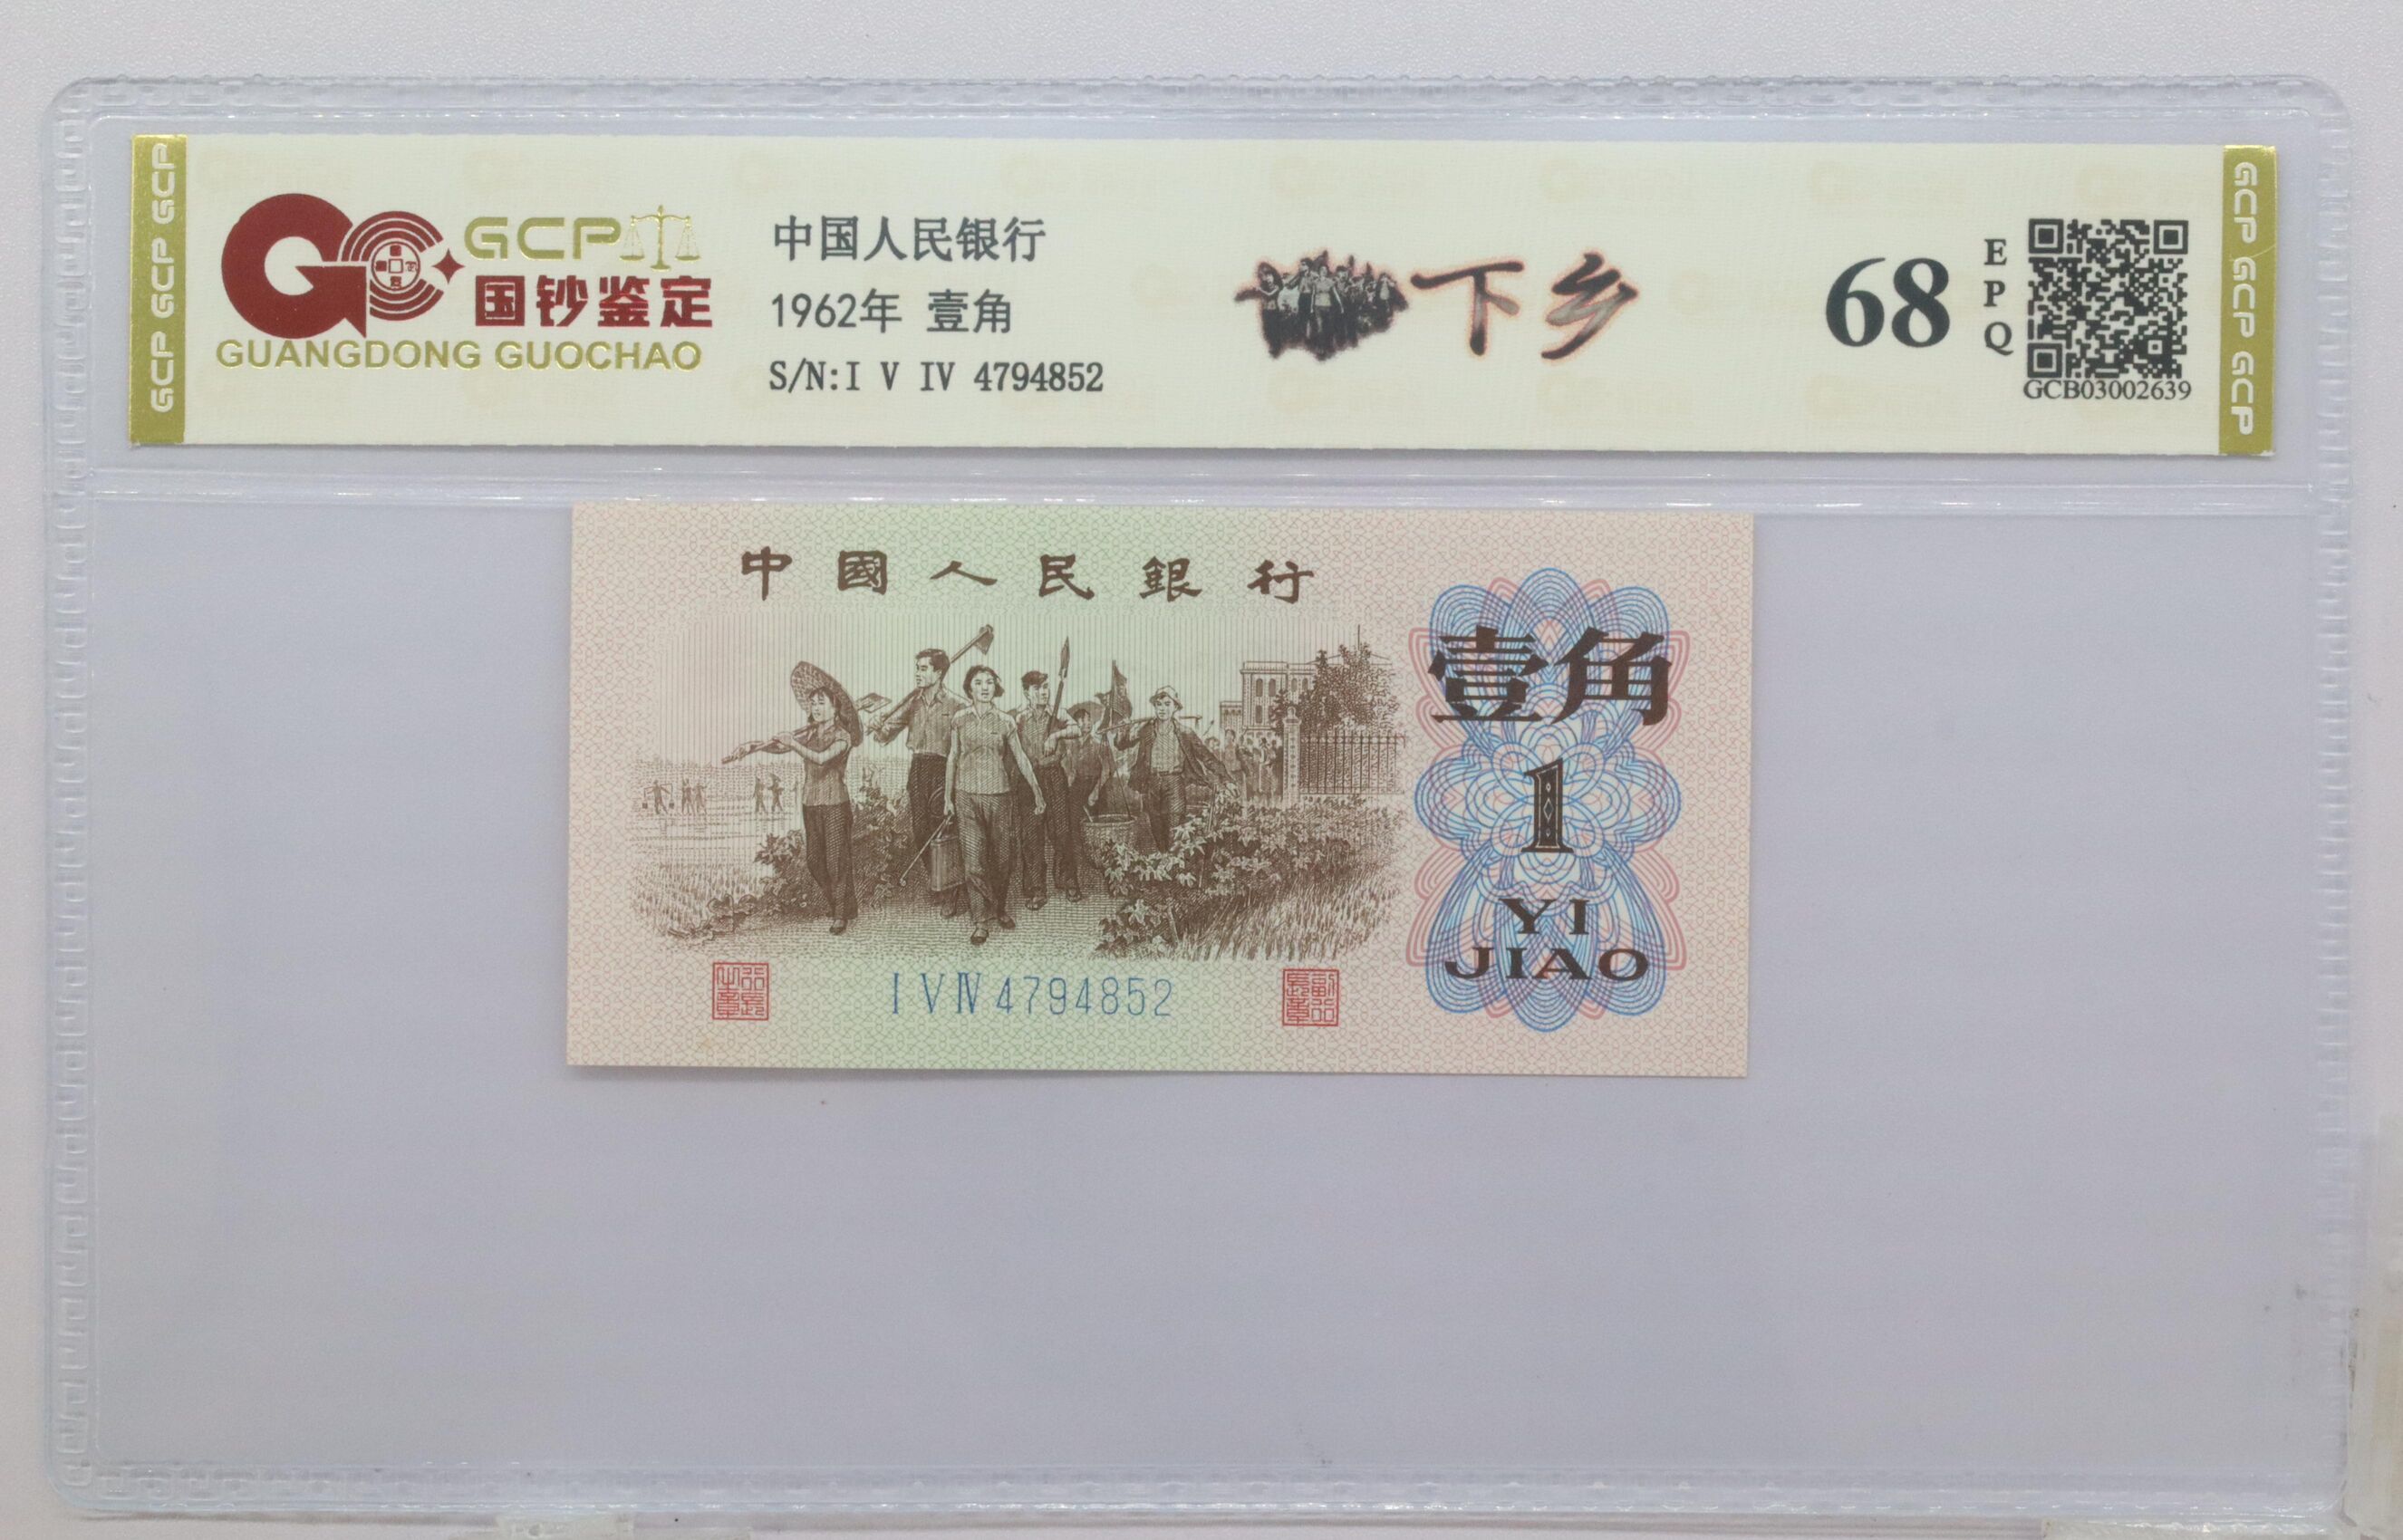 GCP GCP GCP
GCP
国钞鉴定
GUANGDONG GUOCHAO
中国人民银行
1962年 壹角
S/N:I V IV 4794852
下乡
68
E
P
Q
GCB03002639
GCP GCP GCP
中國人民銀行
壹角
1
YI
JIAO
I V IV 4794852